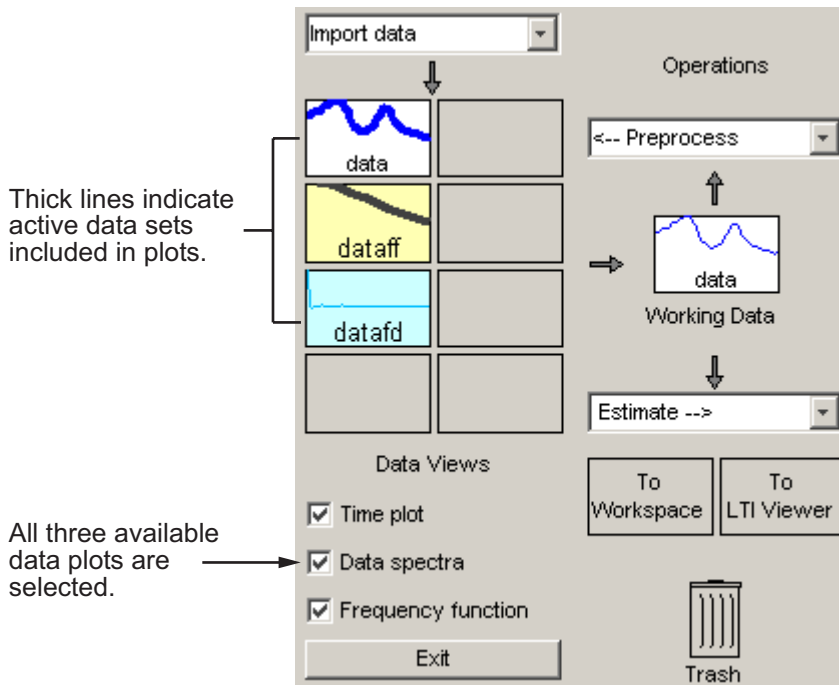 Import data
Operations
data
<-- Preprocess
Thick lines indicate
active data sets
included in plots.
dataff
data
Working Data
datafd
Estimate -->
Data Views
To
Workspace
To
LTI Viewer
Time plot
All three available
data plots are
selected.
Data spectra
Frequency function
Exit
Trash